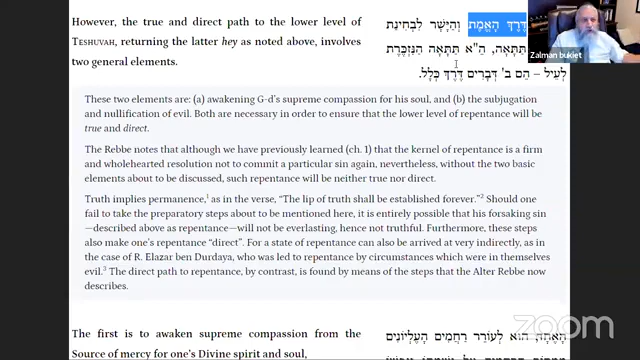 However, the true and direct path to the lower level of
TESHUVAH, returning the latter hey as noted above, involves
two general elements.
דֶּרֶךְ הָאֱמֶת וְהַיָּשָׁר לִבְחִינַת
תַּתָּאָה, הֵ"א תַּתָּאָה הַנִּזְכֶּרֶת
לְעֵיל – הֵם ב' דְּבָרִים דֶּרֶךְ כְּלָל.
Zalman bukiet
These two elements are: (a) awakening G-d's supreme compassion for his soul, and (b) the subjugation
and nullification of evil. Both are necessary in order to ensure that the lower level of repentance will be
true and direct.
The Rebbe notes that although we have previously learned (ch. 1) that the kernel of repentance is a firm
and wholehearted resolution not to commit a particular sin again, nevertheless, without the two basic
elements about to be discussed, such repentance will be neither true nor direct.
Truth implies permanence,1 as in the verse, "The lip of truth shall be established forever."2 Should one
fail to take the preparatory steps about to be mentioned here, it is entirely possible that his forsaking sin
—described above as repentance—will not be everlasting, hence not truthful. Furthermore, these steps
also make one's repentance "direct". For a state of repentance can also be arrived at very indirectly, as in
the case of R. Elazar ben Durdaya, who was led to repentance by circumstances which were in themselves
evil.3 The direct path to repentance, by contrast, is found by means of the steps that the Alter Rebbe now
describes.
The first is to awaken supreme compassion from the
Source of mercy for one's Divine spirit and soul,
הָאֶחָד, הוּא לְעוֹרֵר רַחֲמִים הָעֶלְיוֹנִים
zoom